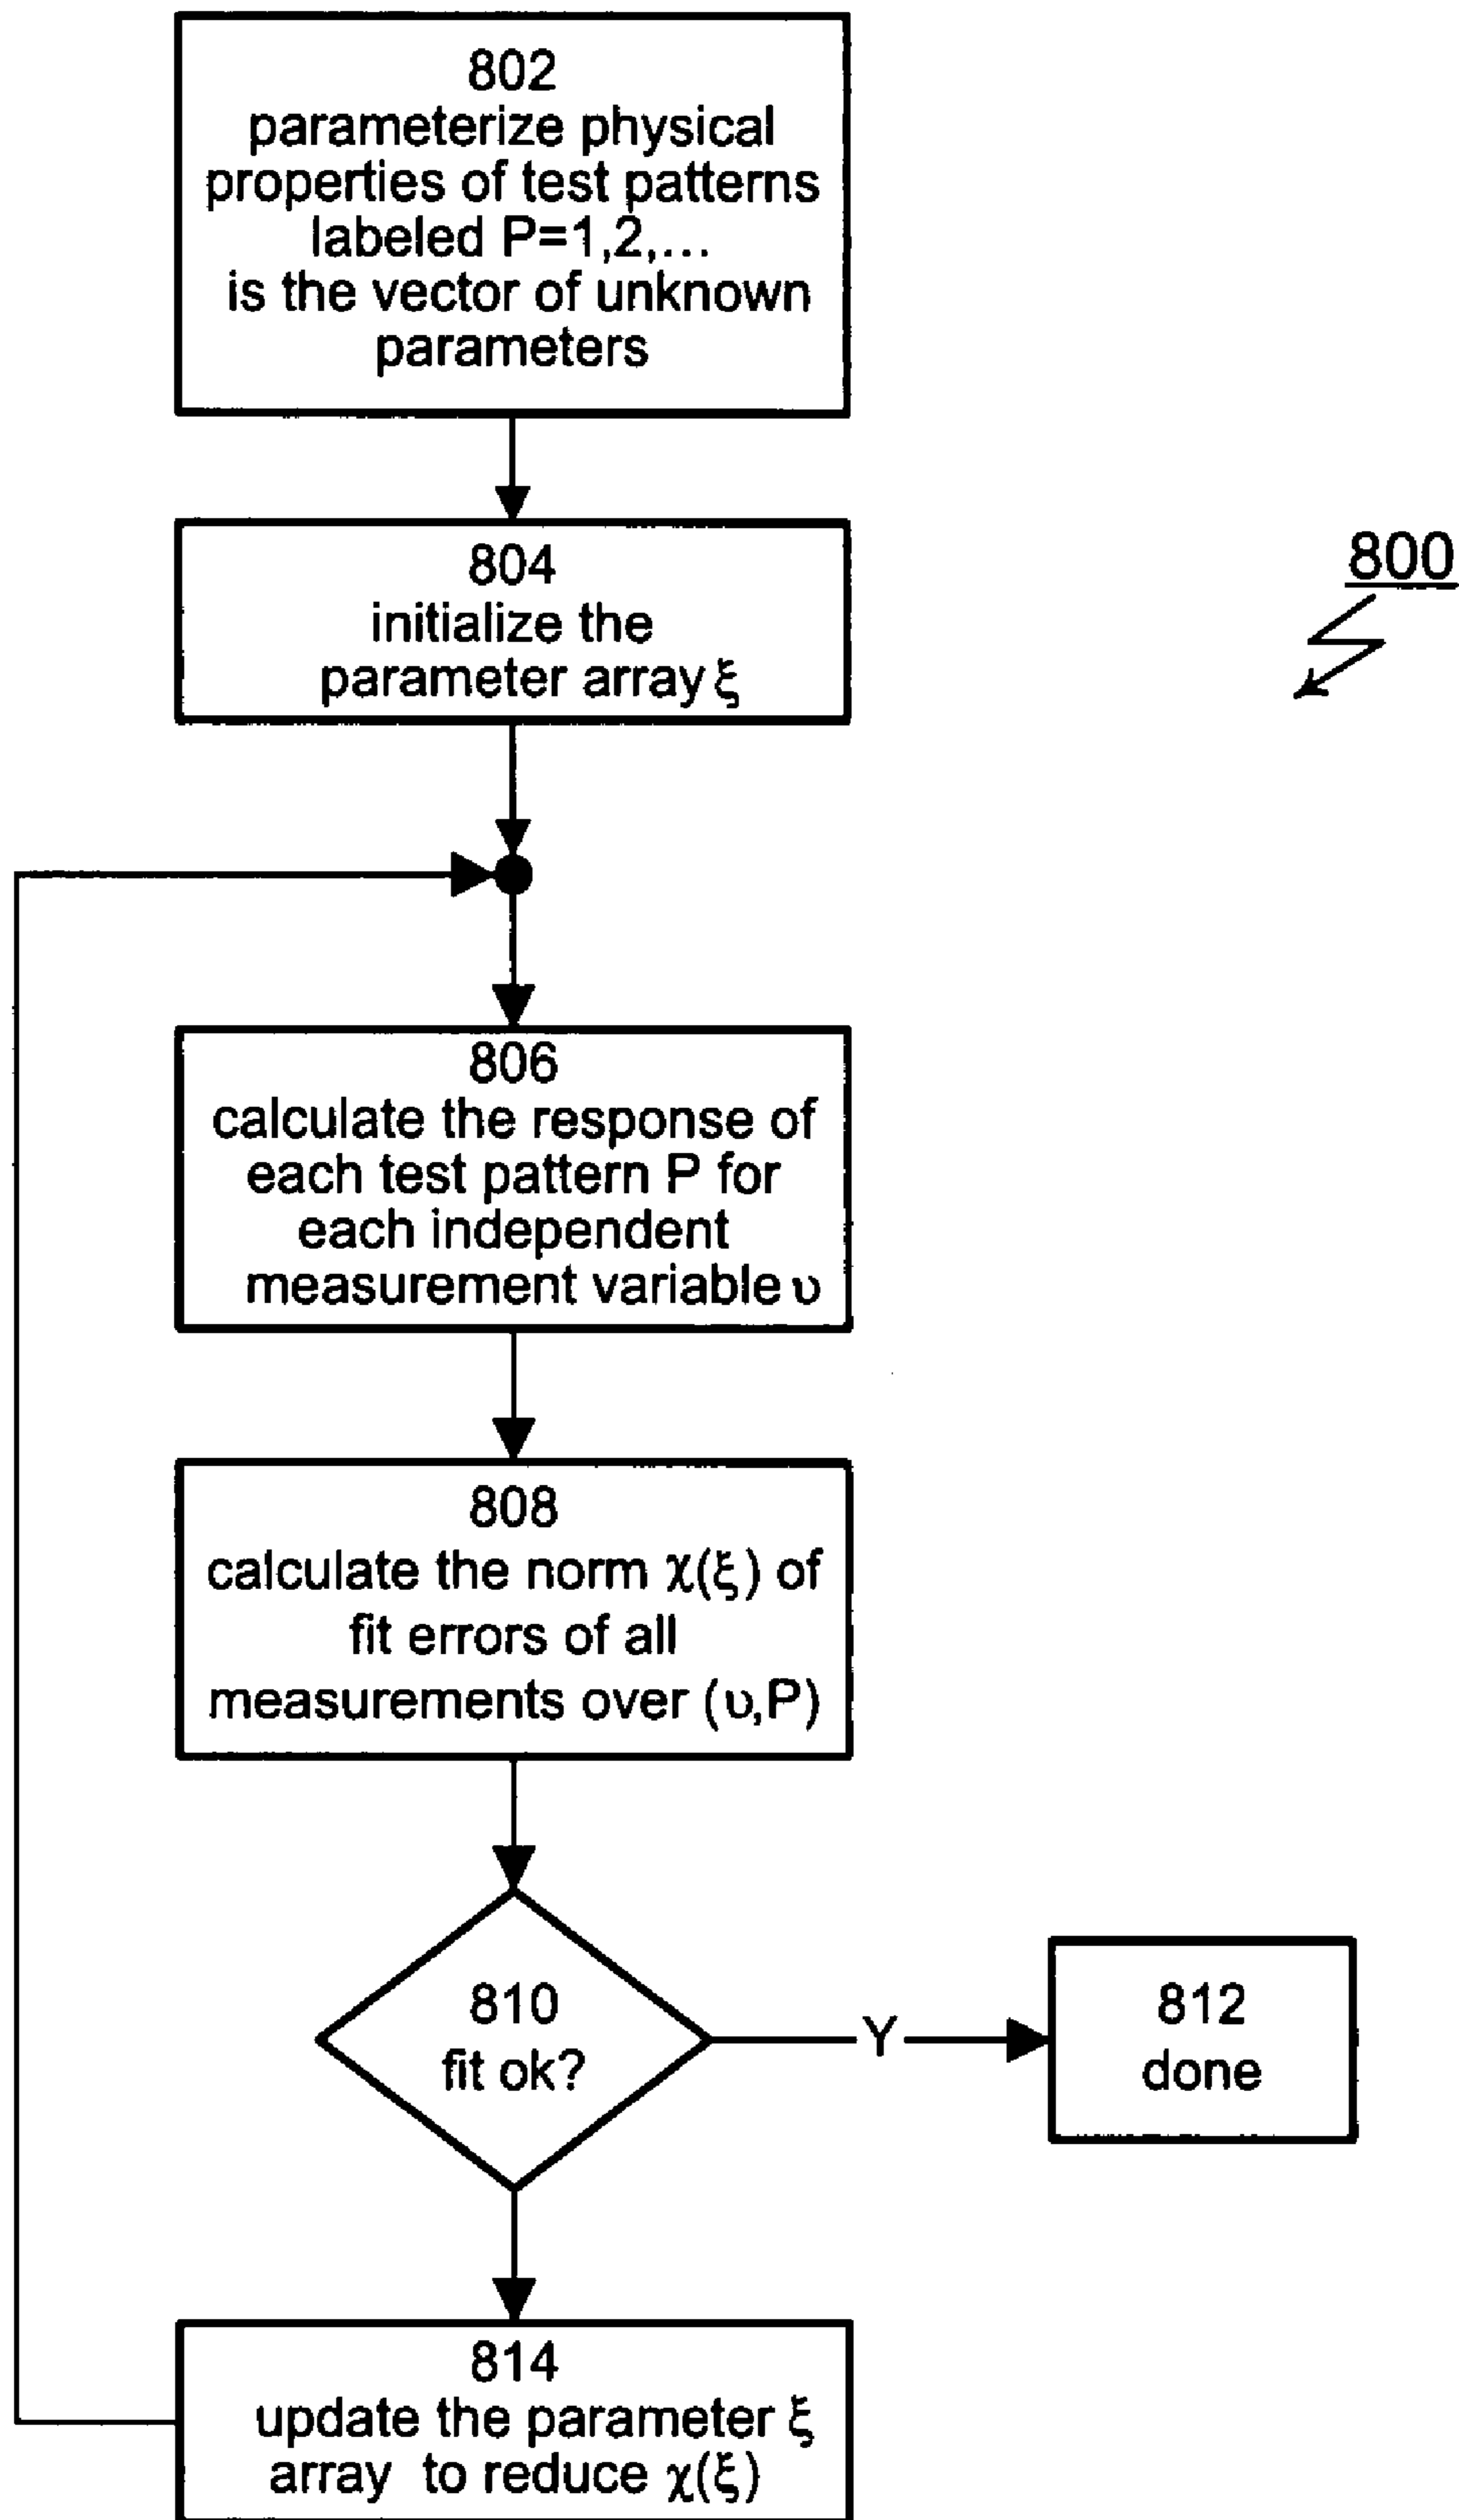 802
parameterize physical
properties of test patterns
labeled P=1,2,...
is the vector of unknown
parameters
804
initialize the
parameter array ξ
800
806
calculate the response of
each test pattern P for
each independent
measurement variable υ
808
calculate the norm χ(ξ) of
fit errors of all
measurements over (υ,P)
810
fit ok?
Y
812
done
814
update the parameter ξ
array to reduce χ(ξ)